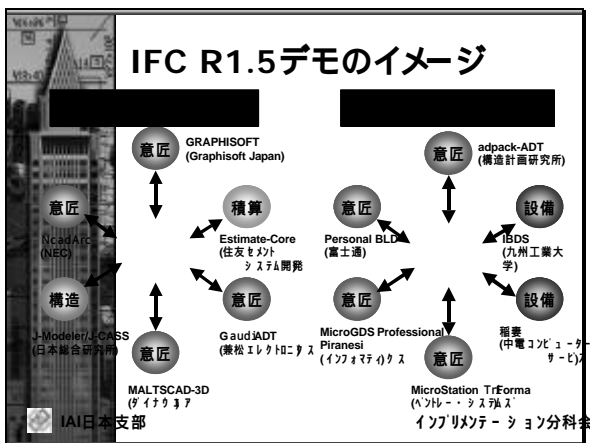 IFC R1.5デモのイメージ
意匠
GRAPHISOFT
(Graphisoft Japan)
意匠
NcadArc
(NEC)
積算
Estimate-Core
(住友セメント
システム開発
構造
J-Modeler/J-CASS
(日本総合研究所)
意匠
GaudiADT
(兼松エレクトロニクス
意匠
MALTSCAD-3D
(ダイナウェア
意匠
adpack-ADT
(構造計画研究所)
意匠
Personal BLD
(富士通)
設備
IBDS
(九州工業大
学)
意匠
MicroGDS Professional
Piranesi
(インフォマティクス
設備
稲妻
(中電コンピューター
サービス
意匠
MicroStation TriForma
(ベントレー・システムズ
IAI日本支部
インプリメンテーション分科会